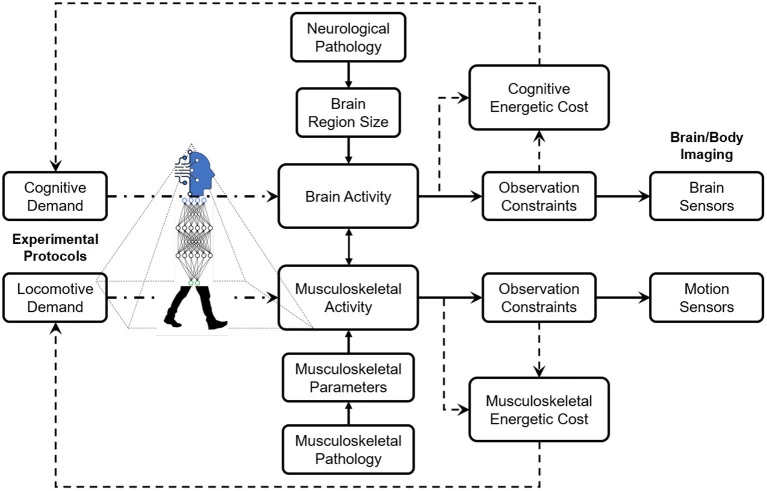 Neurological
Pathology
Brain
Region Size
Cognitive
Energetic Cost
Brain/Body
Imaging
Cognitive
Demand
Brain Activity
Observation
Constraints
Brain
Sensors
Experimental
Protocols
Locomotive
Demand
Musculoskeletal
Activity
Observation
Constraints
Motion
Sensors
Musculoskeletal
Parameters
Musculoskeletal
Energetic Cost
Musculoskeletal
Pathology